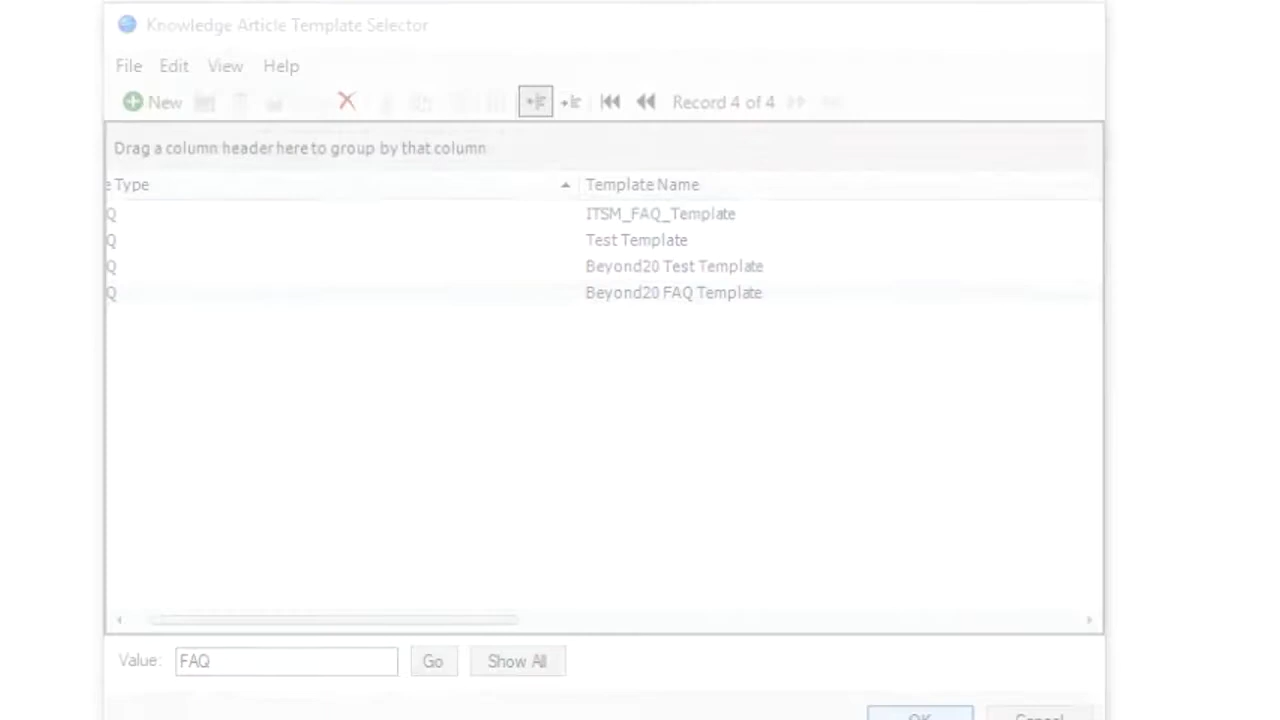 Knowledge Article Template Selector
File Edit View Help
New Record 4 of 4
Drag a column header here to group by that column
e Type Template Name
Q ITSM_FAQ_Template
Q Test Template
Q Beyond20 Test Template
Q Beyond20 FAQ Template
Value: FAQ Go Show All
OK Cancel